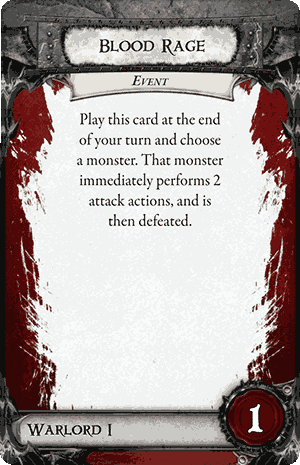 Blood Rage
Event
Play this card at the end
of your turn and choose
a monster. That monster
immediately performs 2
attack actions, and is
then defeated.
Warlord I
1